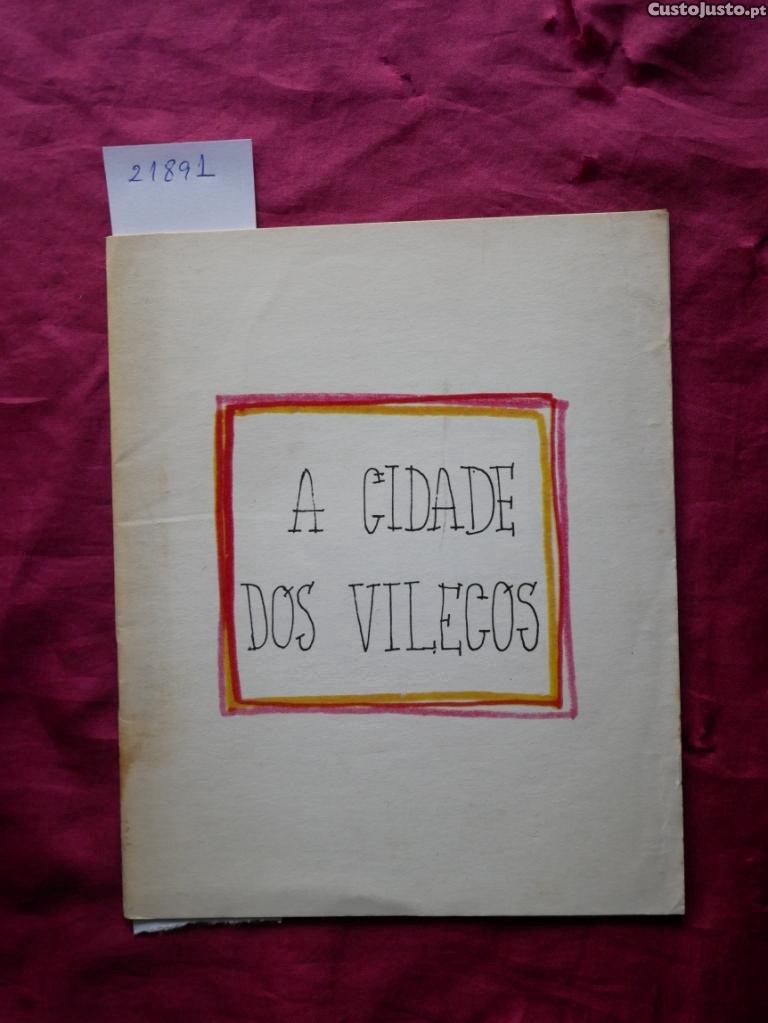 CustoJusto.pt
21891
A CIDADE
DOS VILEGOS